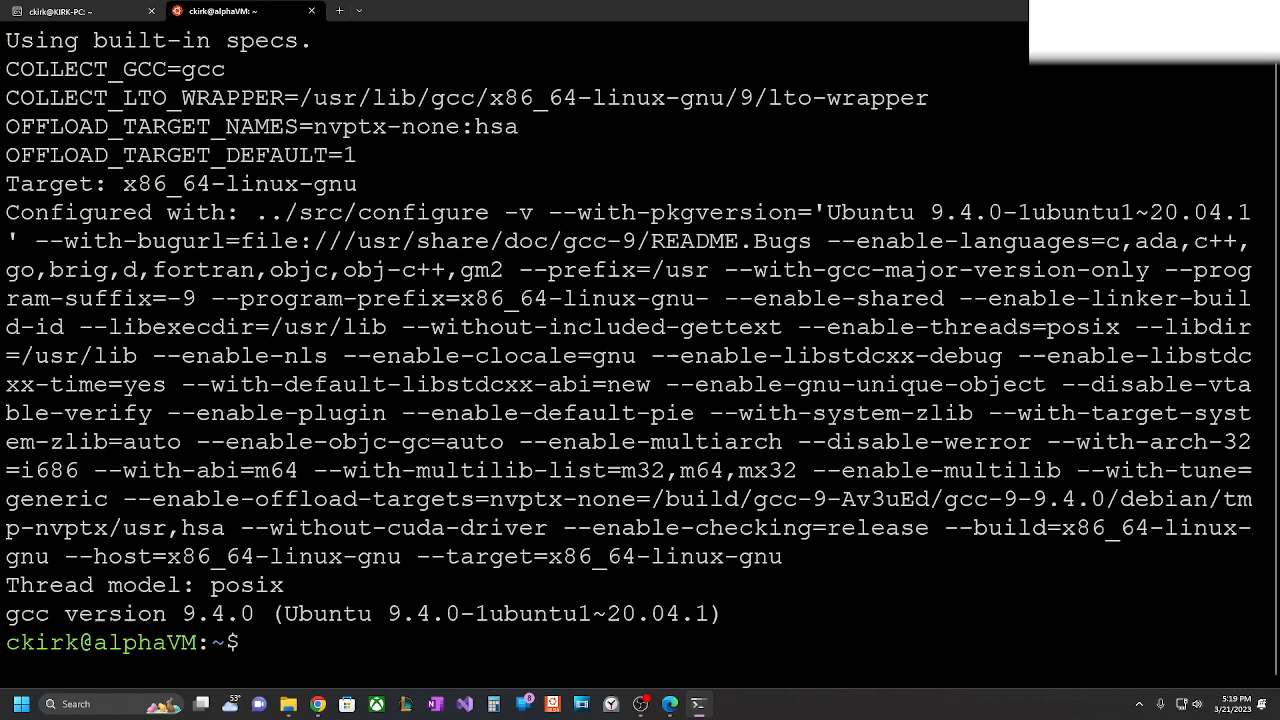 ckirk@KIRK-PC: ~
ckirk@alphaVM: ~
Using built-in specs.
COLLECT_GCC=gcc
COLLECT_LTO_WRAPPER=/usr/lib/gcc/x86_64-linux-gnu/9/lto-wrapper
OFFLOAD_TARGET_NAMES=nvptx-none:hsa
OFFLOAD_TARGET_DEFAULT=1
Target: x86_64-linux-gnu
Configured with: ../src/configure -v --with-pkgversion='Ubuntu 9.4.0-1ubuntu1~20.04.1
' --with-bugurl=file:///usr/share/doc/gcc-9/README.Bugs --enable-languages=c,ada,c++,
go,brig,d,fortran,objc,obj-c++,gm2 --prefix=/usr --with-gcc-major-version-only --prog
ram-suffix=-9 --program-prefix=x86_64-linux-gnu- --enable-shared --enable-linker-buil
d-id --libexecdir=/usr/lib --without-included-gettext --enable-threads=posix --libdir
=/usr/lib --enable-nls --enable-clocale=gnu --enable-libstdcxx-debug --enable-libstdc
xx-time=yes --with-default-libstdcxx-abi=new --enable-gnu-unique-object --disable-vta
ble-verify --enable-plugin --enable-default-pie --with-system-zlib --with-target-syst
em-zlib=auto --enable-objc-gc=auto --enable-multiarch --disable-werror --with-arch-32
=i686 --with-abi=m64 --with-multilib-list=m32,m64,mx32 --enable-multilib --with-tune=
generic --enable-offload-targets=nvptx-none=/build/gcc-9-Av3uEd/gcc-9-9.4.0/debian/tm
p-nvptx/usr,hsa --without-cuda-driver --enable-checking=release --build=x86_64-linux-
gnu --host=x86_64-linux-gnu --target=x86_64-linux-gnu
Thread model: posix
gcc version 9.4.0 (Ubuntu 9.4.0-1ubuntu1~20.04.1)
ckirk@alphaVM:~$
Search
53°
8
5:19 PM
3/21/2023